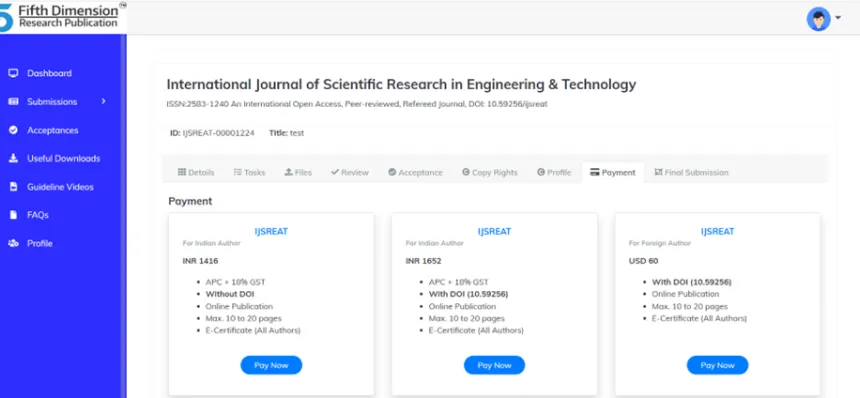 Fifth Dimension
Research Publication
Dashboard
Submissions
Acceptances
Useful Downloads
Guideline Videos
FAQs
Profile
International Journal of Scientific Research in Engineering & Technology
ISSN:2583-1240 An International Open Access, Peer-reviewed, Refereed Journal, DOI: 10.59256/ijsreat
ID: IJSREAT-00001224 Title: test
Details Tasks Files Review Acceptance Copy Rights Profile Payment Final Submission
Payment
IJSREAT
For Indian Author
INR 1416
APC + 18% GST
Without DOI
Online Publication
Max. 10 to 20 pages
E-Certificate (All Authors)
Pay Now
IJSREAT
For Indian Author
INR 1652
APC + 18% GST
With DOI (10.59256)
Online Publication
Max. 10 to 20 pages
E-Certificate (All Authors)
Pay Now
IJSREAT
For Foreign Author
USD 60
With DOI (10.59256)
Online Publication
Max. 10 to 20 pages
E-Certificate (All Authors)
Pay Now